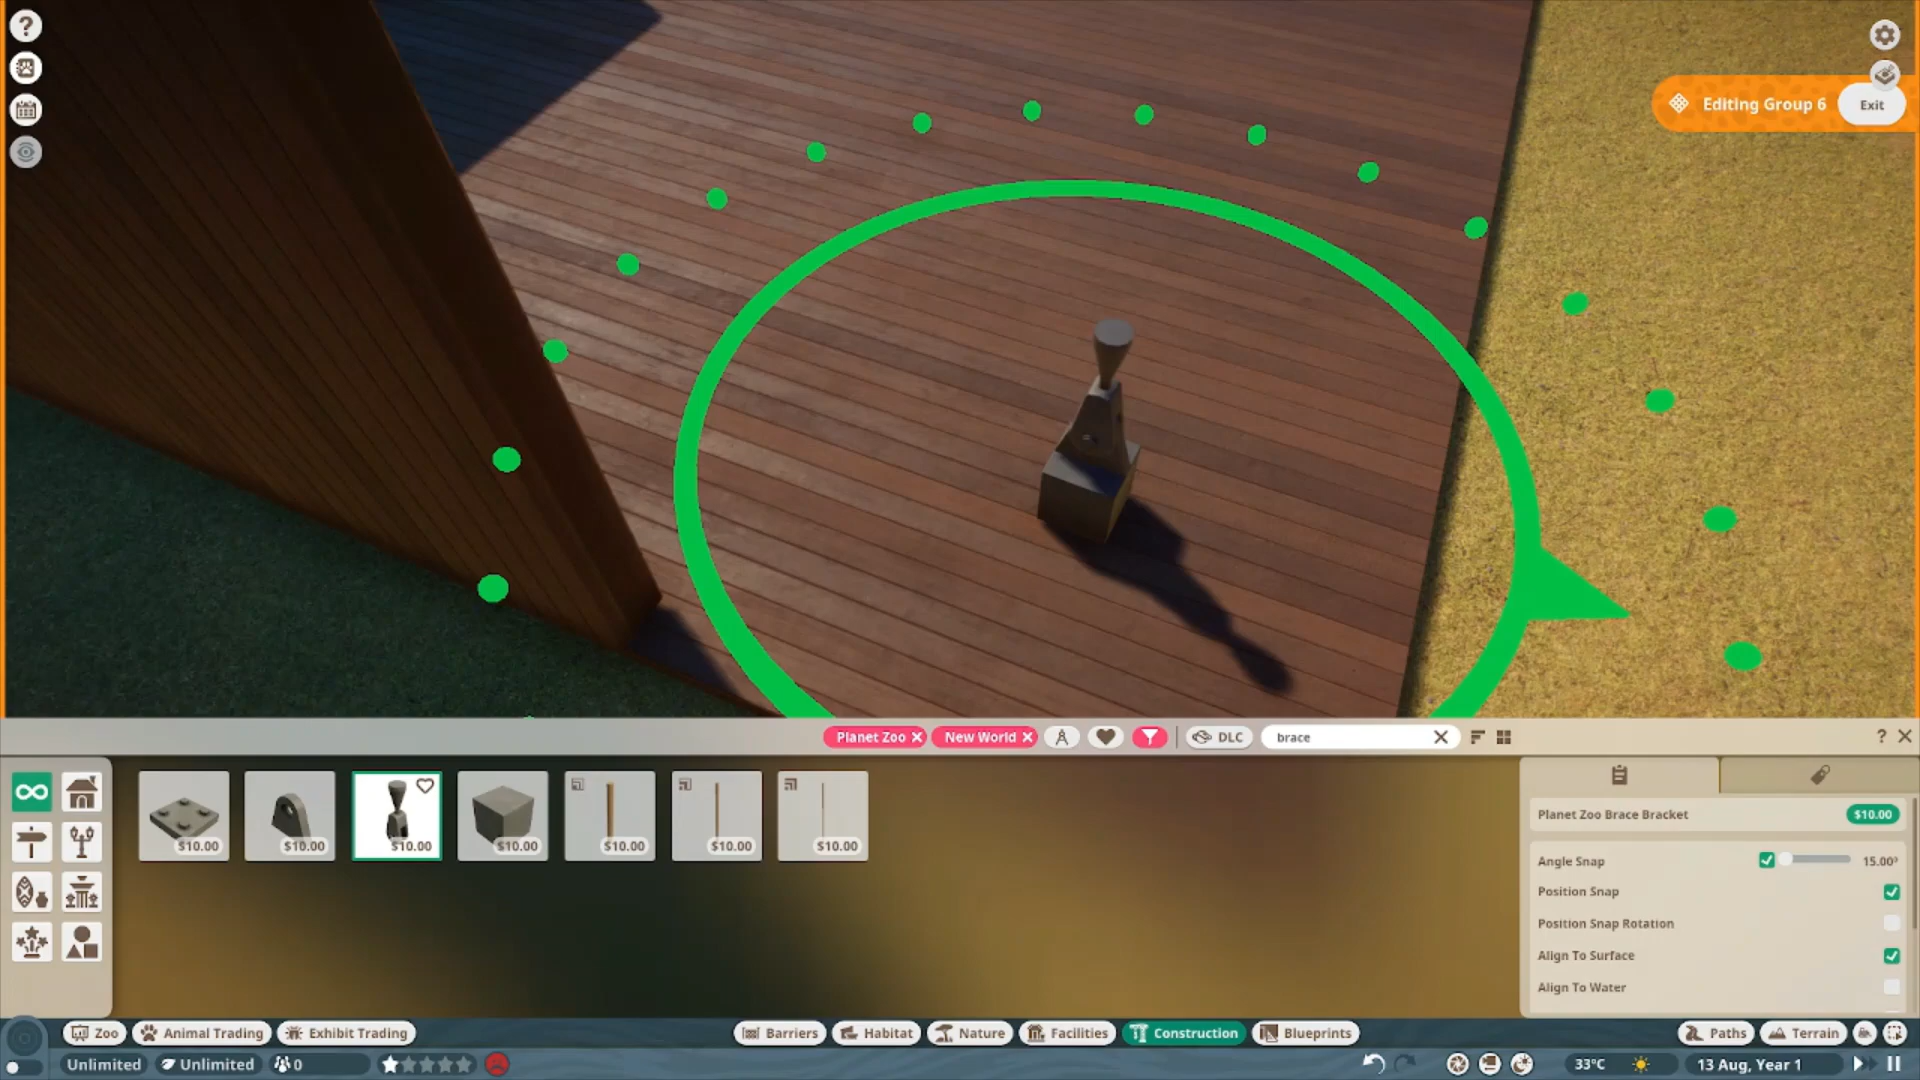 ?
Editing Group 6
Exit
Planet Zoo ×
New World ×
DLC
brace
?
$10.00
$10.00
$10.00
$10.00
$10.00
$10.00
$10.00
Planet Zoo Brace Bracket
$10.00
Angle Snap
15.00°
Position Snap
Position Snap Rotation
Align To Surface
Align To Water
Zoo
Animal Trading
Exhibit Trading
Barriers
Habitat
Nature
Facilities
Construction
Blueprints
Paths
Terrain
Unlimited
Unlimited
0
33°C
13 Aug, Year 1